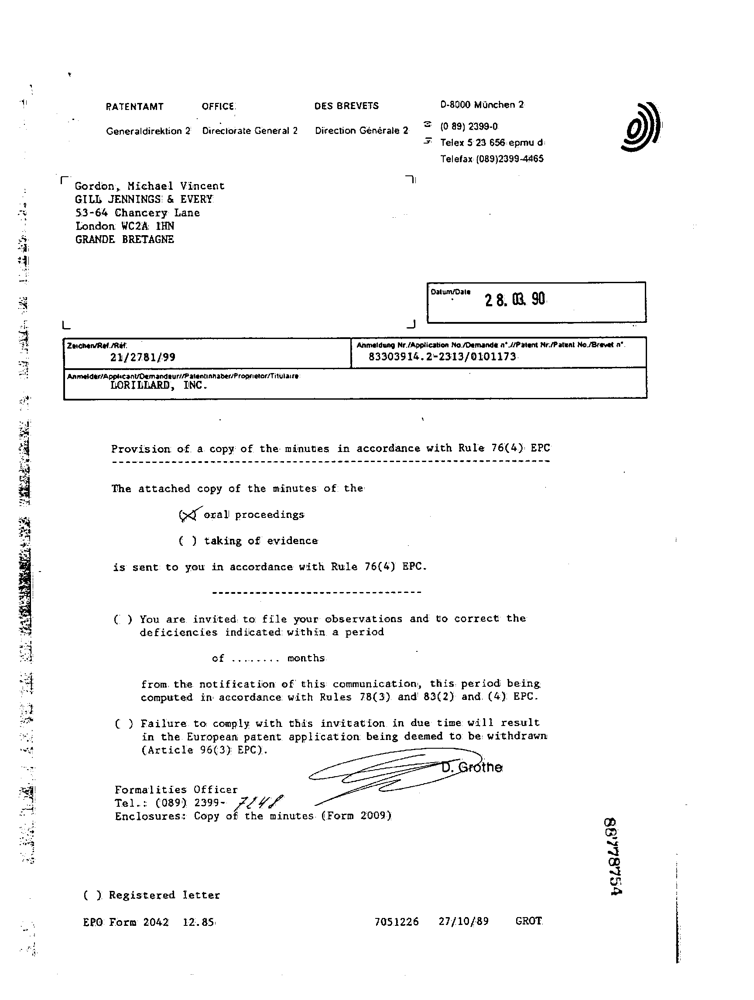 PATENTAMT OFFICE DES BREVETS D-8000 München 2
Generaldirektion 2 Directorate General 2 Direction Générale 2 (0 89) 2399-0
Telex 5 23 656 epmu d
Telefax (089)2399-4465
Gordon, Michael Vincent
GILL JENNINGS & EVERY
53-64 Chancery Lane
London WC2A 1HN
GRANDE BRETAGNE
Datum/Date 28. 03. 90
Zeichen/Ref./Réf. Anmeldung Nr./Application No./Demande n°.//Patent Nr./Patent No./Brevet n°.
21/2781/99 83303914.2-2313/0101173
Anmelder/Applicant/Demandeur//Patentinhaber/Proprietor/Titulaire
LORILLARD, INC.
Provision of a copy of the minutes in accordance with Rule 76(4) EPC
The attached copy of the minutes of the
(X) oral proceedings
( ) taking of evidence
is sent to you in accordance with Rule 76(4) EPC.
( ) You are invited to file your observations and to correct the
deficiencies indicated within a period
of ........ months
from the notification of this communication, this period being
computed in accordance with Rules 78(3) and 83(2) and (4) EPC.
( ) Failure to comply with this invitation in due time will result
in the European patent application being deemed to be withdrawn
(Article 96(3) EPC).
D. Grothe
Formalities Officer
Tel.: (089) 2399- 7148
Enclosures: Copy of the minutes (Form 2009)
88778754
( ) Registered letter
EPO Form 2042 12.85 7051226 27/10/89 GROT